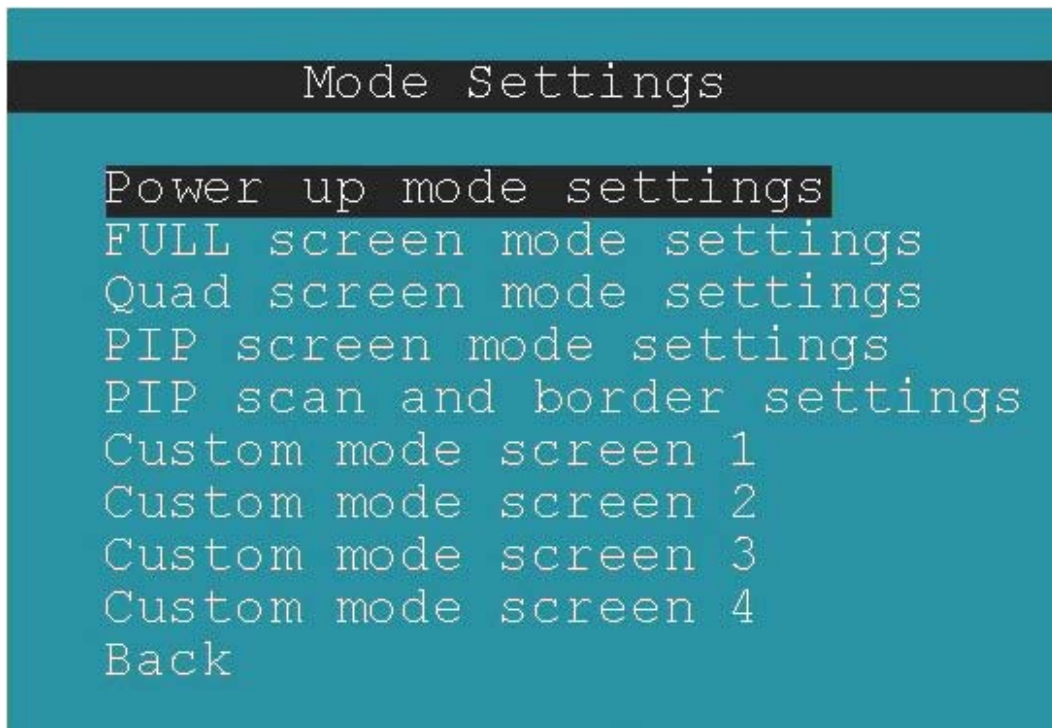 Mode Settings
Power up mode settings
FULL screen mode settings
Quad screen mode settings
PIP screen mode settings
PIP scan and border settings
Custom mode screen 1
Custom mode screen 2
Custom mode screen 3
Custom mode screen 4
Back